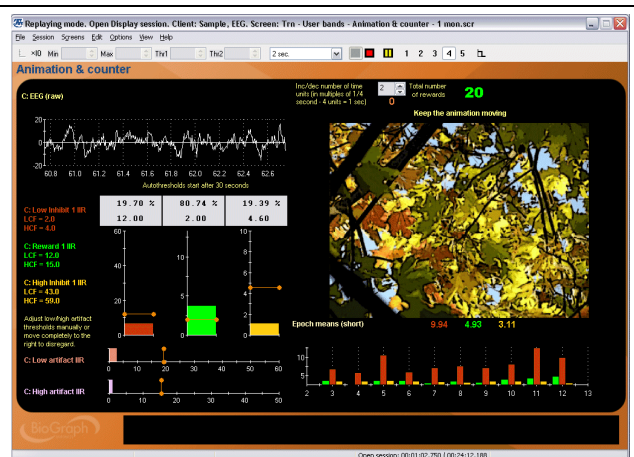 Replaying mode. Open Display session. Client: Sample, EEG. Screen: Trn - User bands - Animation & counter - 1 mon.scr
File Session Screens Edit Options View Help
×10 Min Max Thr1 Thr2 2 sec. 1 2 3 4 5
Animation & counter
C: EEG (raw)
20
0
-20
60.8 61.0 61.2 61.4 61.6 61.8 62.0 62.2 62.4 62.6
Autothresholds start after 30 seconds
Inc/dec number of time
units (in multiples of 1/4
second - 4 units = 1 sec)
2
0
Total number
of rewards
20
Keep the animation moving
19.70 % 80.74 % 19.39 %
12.00 2.00 4.60
C: Low Inhibit 1 IIR
LCF = 2.0
HCF = 4.0
C: Reward 1 IIR
LCF = 12.0
HCF = 15.0
C: High Inhibit 1 IIR
LCF = 43.0
HCF = 59.0
60
40
20
0
10
5
0
10
8
6
4
2
0
Adjust low/high artifact
thresholds manually or
move completely to the
right to disregard.
C: Low artifact IIR
0 10 20 30 40 50
C: High artifact IIR
0 10 20 30 40 50 60
Epoch means (short) 9.94 4.93 3.11
10
5
2 3 4 5 6 7 8 9 10 11 12 13
BioGraph
Open session: 00:01:02.750 / 00:24:12.188